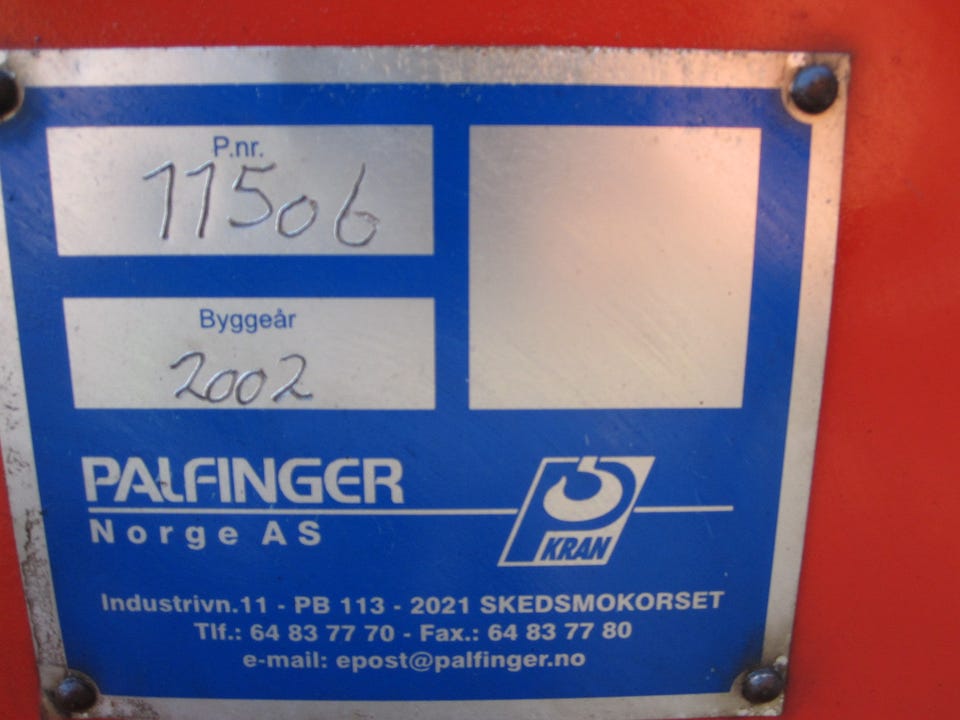 P.nr.
11506
Byggeår
2002
PALFINGER
Norge AS
KRAN
Industrivn.11 - PB 113 - 2021 SKEDSMOKORSET
Tlf.: 64 83 77 70 - Fax.: 64 83 77 80
e-mail: epost@palfinger.no